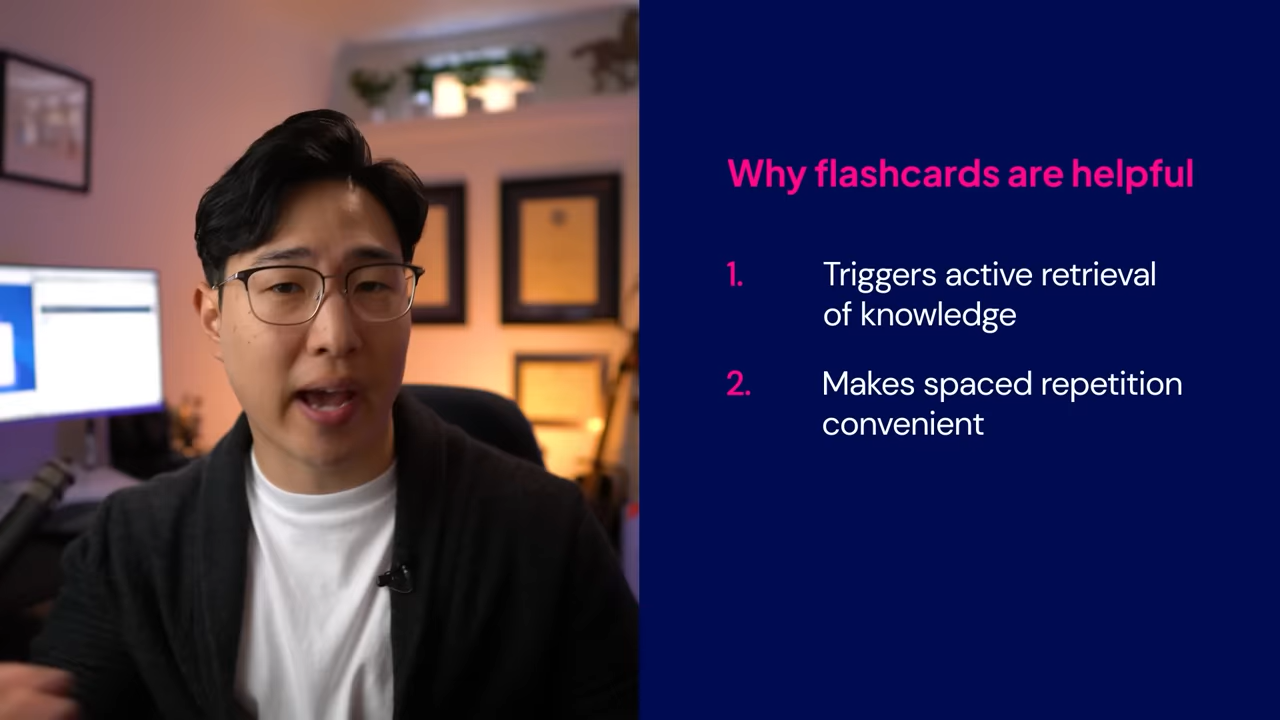 Why flashcards are helpful
1. Triggers active retrieval
of knowledge
2. Makes spaced repetition
convenient